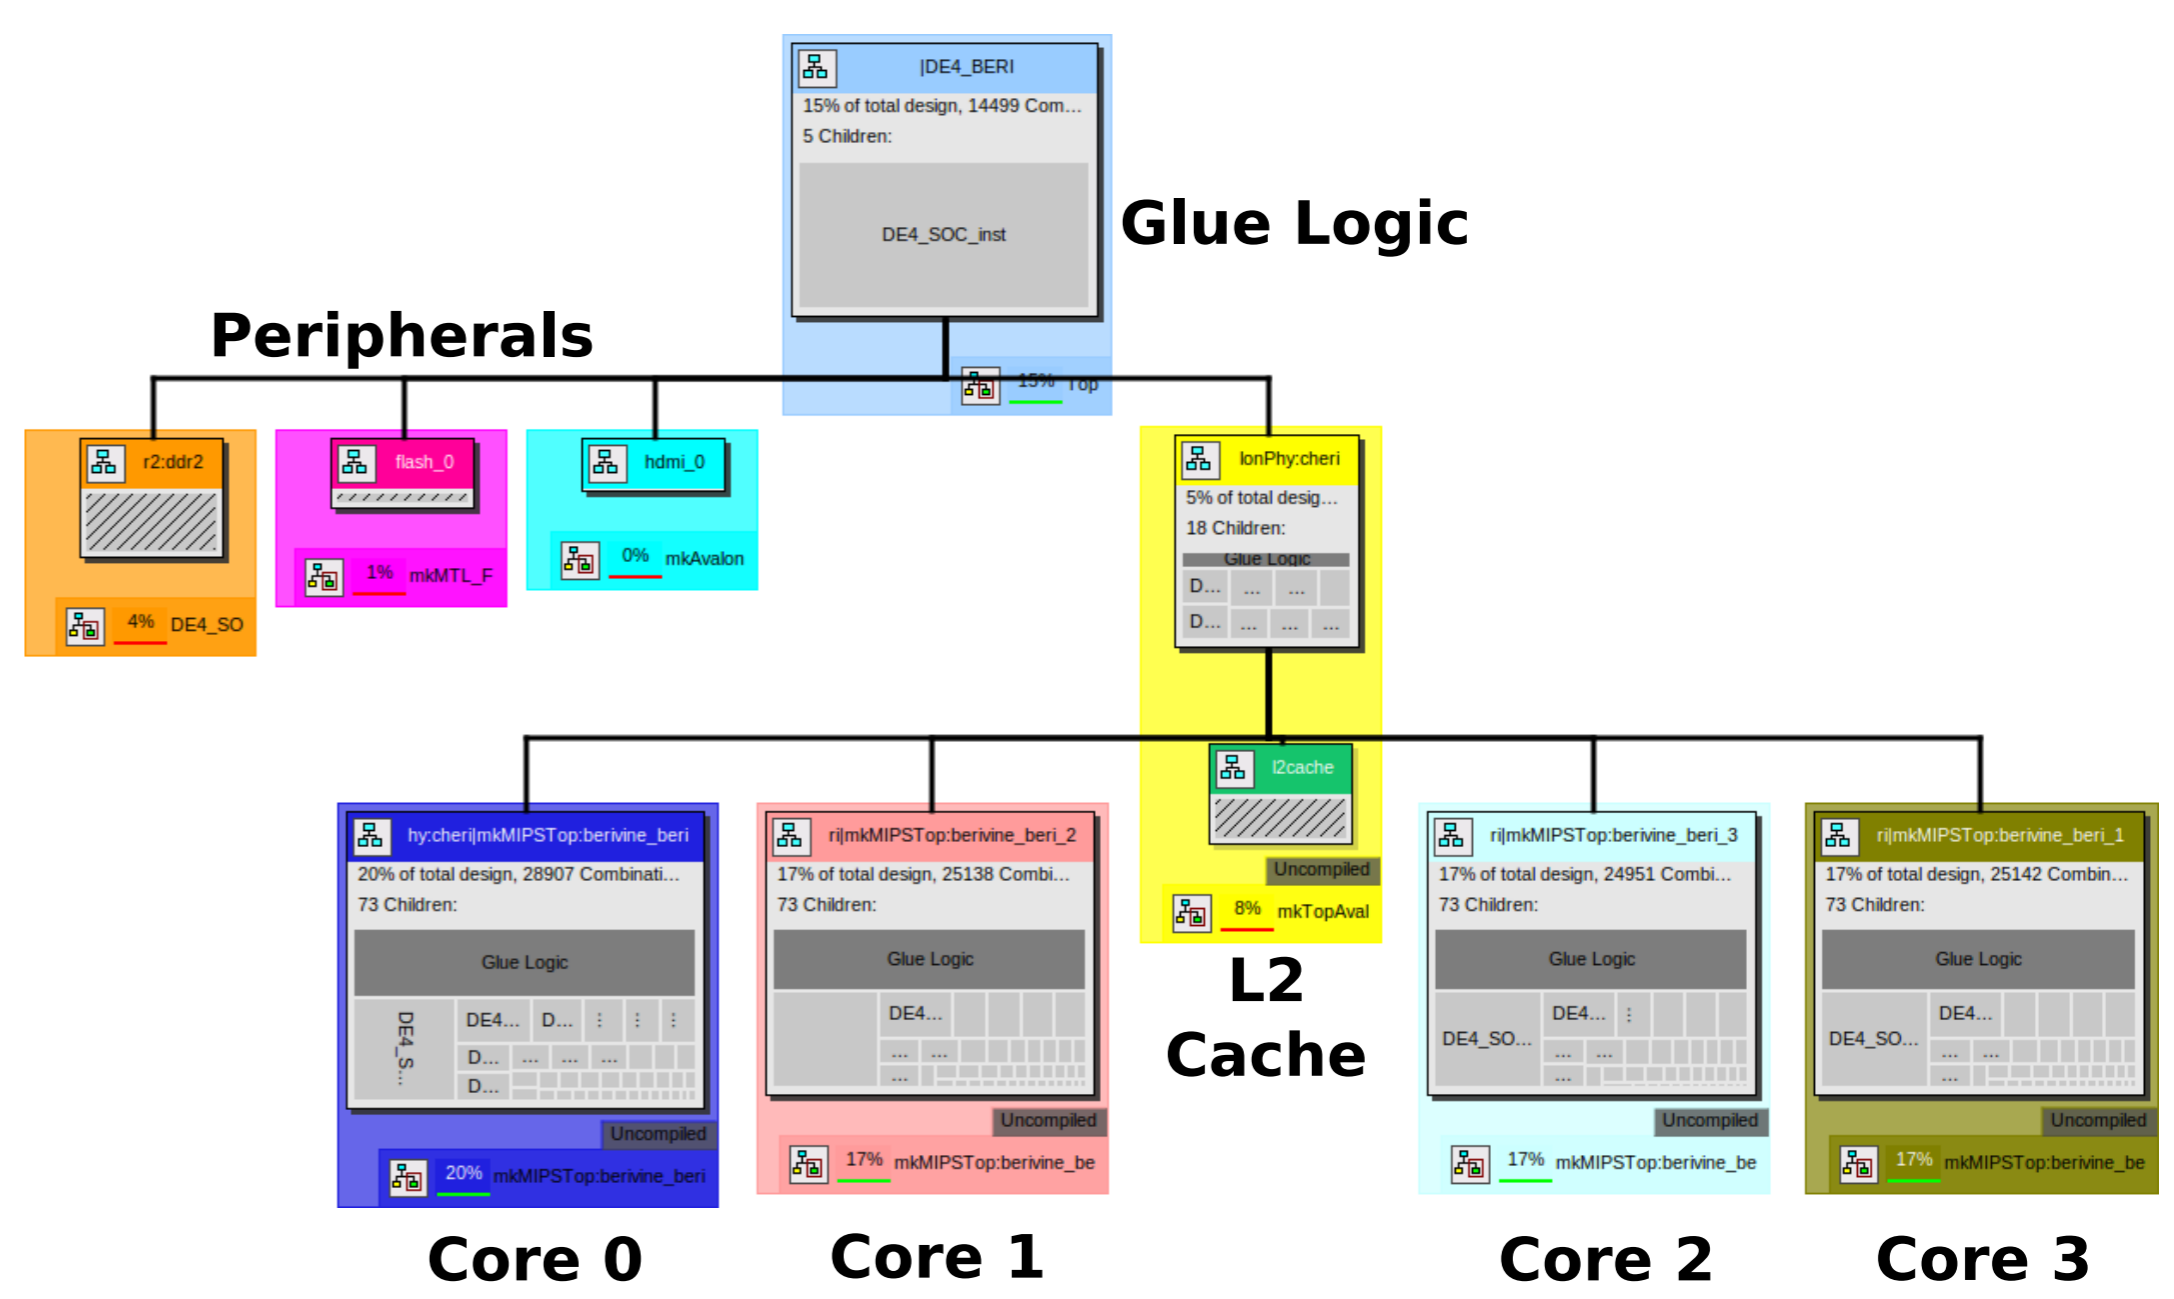 |DE4_BERI
15% of total design, 14499 Com...
5 Children:
DE4_SOC_inst
Glue Logic
15% Top
Peripherals
r2:ddr2
4% DE4_SO
flash_0
1% mkMTL_F
hdmi_0
0% mkAvalon
lonPhy:cheri
5% of total desig...
18 Children:
Glue Logic
D... ... ...
D... ... ... ...
l2cache
Uncompiled
8% mkTopAval
L2
Cache
hy:cheri|mkMIPSTop:berivine_beri
20% of total design, 28907 Combinati...
73 Children:
Glue Logic
DE4_S...
DE4... D... ... ... ...
D... ... ... ...
D...
Uncompiled
20% mkMIPSTop:berivine_beri
Core 0
ri|mkMIPSTop:berivine_beri_2
17% of total design, 25138 Combi...
73 Children:
Glue Logic
DE4...
... ...
...
Uncompiled
17% mkMIPSTop:berivine_be
Core 1
ri|mkMIPSTop:berivine_beri_3
17% of total design, 24951 Combi...
73 Children:
Glue Logic
DE4_SO...
DE4... ...
... ...
...
Uncompiled
17% mkMIPSTop:berivine_be
Core 2
ri|mkMIPSTop:berivine_beri_1
17% of total design, 25142 Combin...
73 Children:
Glue Logic
DE4_SO...
DE4...
... ...
...
Uncompiled
17% mkMIPSTop:berivine_be
Core 3